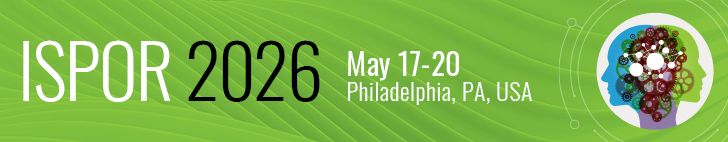 ISPOR 2026
May 17-20
Philadelphia, PA, USA